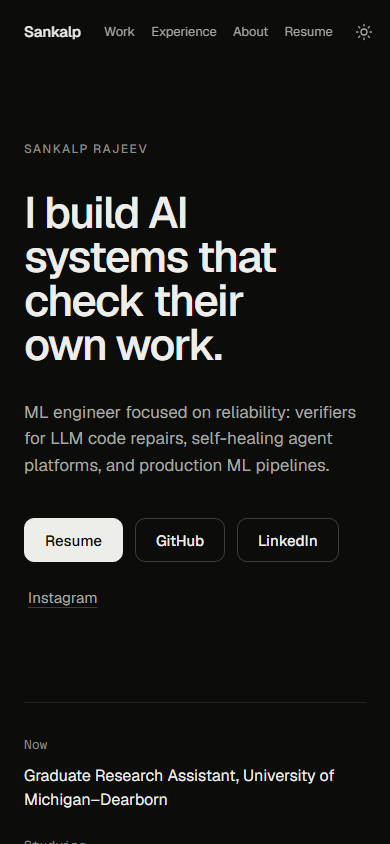 Sankalp Work Experience About Resume
SANKALP RAJEEV
I build AI
systems that
check their
own work.
ML engineer focused on reliability: verifiers
for LLM code repairs, self-healing agent
platforms, and production ML pipelines.
Resume GitHub LinkedIn
Instagram
Now
Graduate Research Assistant, University of
Michigan–Dearborn